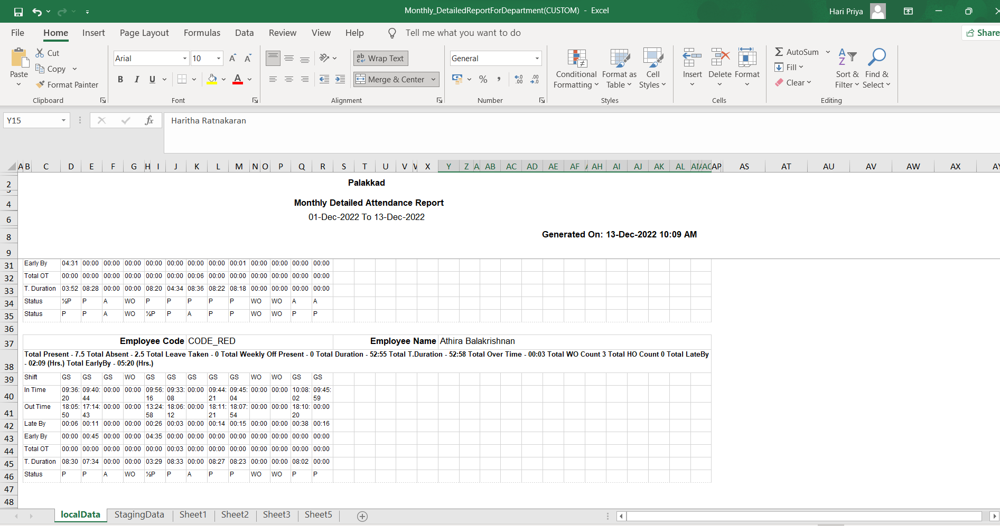 Monthly_DetailedReportForDepartment(CUSTOM) - Excel
Hari Priya
File Home Insert Page Layout Formulas Data Review View Help Tell me what you want to do
Share
Paste
Cut
Copy
Format Painter
Clipboard
Arial 10
B I U
Font
Wrap Text
Merge & Center
Alignment
General
Number
Conditional Formatting
Format as Table
Cell Styles
Styles
Insert Delete Format
Cells
AutoSum
Fill
Clear
Sort & Filter
Find & Select
Editing
Y15
fx
Haritha Ratnakaran
A B C D E F G H I J K L M N O P Q R S T U V W X Y Z A AB AC AD AE AF AH AI AJ AK AL AP AS AT AU AV AW AX AY
2 Palakkad
4 Monthly Detailed Attendance Report
6 01-Dec-2022 To 13-Dec-2022
8 Generated On: 13-Dec-2022 10:09 AM
9
31 Early By 04:31 00:00 00:00 00:00 00:00 00:00 00:00 00:00 00:01 00:00 00:00 00:00 00:00
32 Total OT 00:00 00:00 00:00 00:00 00:00 00:00 00:06 00:00 00:00 00:00 00:00 00:00 00:00
33 T. Duration 03:52 08:28 00:00 00:00 08:20 04:34 08:36 08:22 08:18 00:00 00:00 00:00 00:00
34 Status ½P P A WO P P P P P WO WO A A
35 Status P P A WO ½P P A P P WO WO P P
36
37 Employee Code CODE_RED Employee Name Athira Balakrishnan
Total Present - 7.5 Total Absent - 2.5 Total Leave Taken - 0 Total Weekly Off Present - 0 Total Duration - 52:55 Total T.Duration - 52:58 Total Over Time - 00:03 Total WO Count 3 Total HO Count 0 Total LateBy
38 - 02:09 (Hrs.) Total EarlyBy - 05:20 (Hrs.)
39 Shift GS GS GS WO GS GS GS GS GS WO WO GS GS
40 In Time 09:36:20 09:40:44 00:00 00:00 09:56:16 09:33:08 00:00 09:44:21 09:45:04 00:00 00:00 10:08:02 09:45:59
41 Out Time 18:05:50 17:14:43 00:00 00:00 13:24:58 18:06:12 00:00 18:11:21 18:07:54 00:00 00:00 18:10:20 00:00
42 Late By 00:06 00:11 00:00 00:00 00:26 00:03 00:00 00:14 00:15 00:00 00:00 00:38 00:16
43 Early By 00:00 00:45 00:00 00:00 04:35 00:00 00:00 00:00 00:00 00:00 00:00 00:00 00:00
44 Total OT 00:00 00:00 00:00 00:00 00:00 00:03 00:00 00:00 00:00 00:00 00:00 00:00 00:00
45 T. Duration 08:30 07:34 00:00 00:00 03:29 08:33 00:00 08:27 08:23 00:00 00:00 08:02 00:00
46 Status P P A WO ½P P A P P WO WO P P
47
48
localData StagingData Sheet1 Sheet2 Sheet3 Sheet5